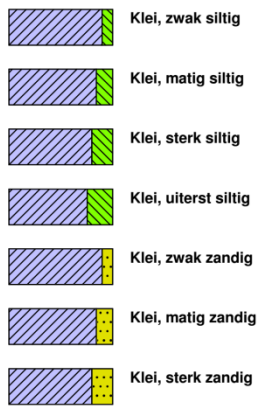 Klei, zwak siltig
Klei, matig siltig
Klei, sterk siltig
Klei, uiterst siltig
Klei, zwak zandig
Klei, matig zandig
Klei, sterk zandig